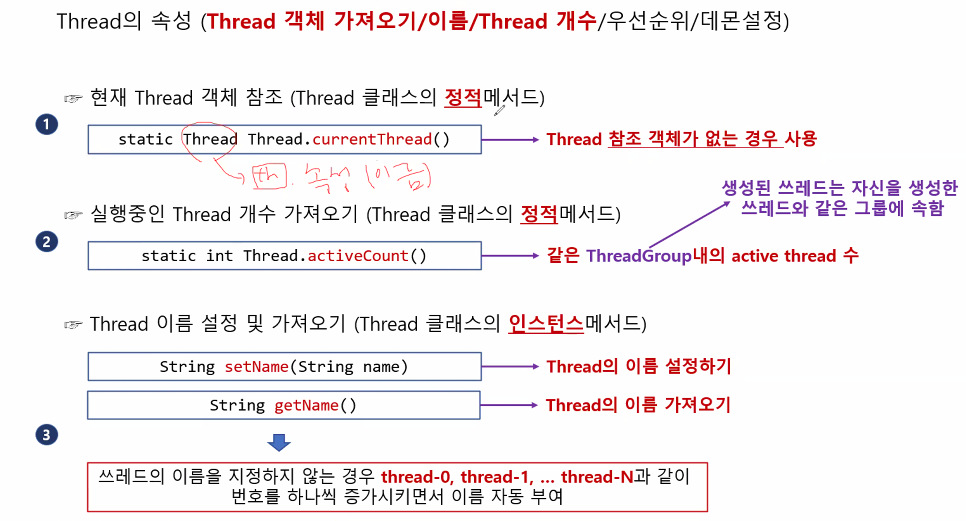 Thread의 속성 (Thread 객체 가져오기/이름/Thread 개수/우선순위/데몬설정)
☞ 현재 Thread 객체 참조 (Thread 클래스의 정적메서드)
1
static Thread Thread.currentThread()
Thread 참조 객체가 없는 경우 사용
th . 속성 (이름)
생성된 쓰레드는 자신을 생성한
쓰레드와 같은 그룹에 속함
☞ 실행중인 Thread 개수 가져오기 (Thread 클래스의 정적메서드)
2
static int Thread.activeCount()
같은 ThreadGroup내의 active thread 수
☞ Thread 이름 설정 및 가져오기 (Thread 클래스의 인스턴스메서드)
String setName(String name)
Thread의 이름 설정하기
String getName()
Thread의 이름 가져오기
3
쓰레드의 이름을 지정하지 않는 경우 thread-0, thread-1, ... thread-N과 같이
번호를 하나씩 증가시키면서 이름 자동 부여